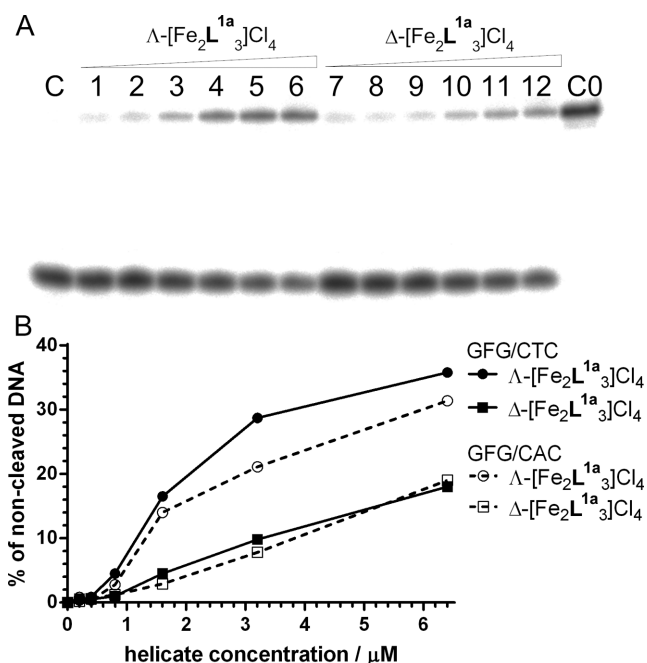 A
Λ-[Fe₂L¹ᵃ₃]Cl₄ Δ-[Fe₂L¹ᵃ₃]Cl₄
C 1 2 3 4 5 6 7 8 9 10 11 12 C0
B
% of non-cleaved DNA
40
30
20
10
0
0 1 2 3 4 5 6
helicate concentration / μM
GFG/CTC
Λ-[Fe₂L¹ᵃ₃]Cl₄
Δ-[Fe₂L¹ᵃ₃]Cl₄
GFG/CAC
Λ-[Fe₂L¹ᵃ₃]Cl₄
Δ-[Fe₂L¹ᵃ₃]Cl₄